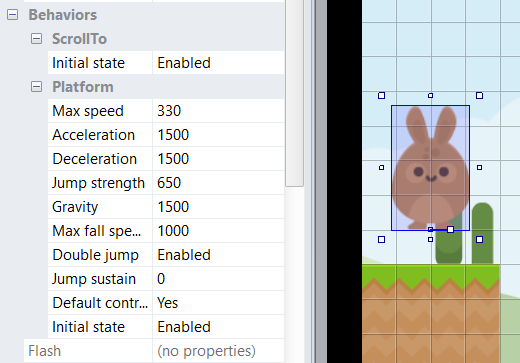 Behaviors
ScrollTo
Initial state Enabled
Platform
Max speed 330
Acceleration 1500
Deceleration 1500
Jump strength 650
Gravity 1500
Max fall spe... 1000
Double jump Enabled
Jump sustain 0
Default contr... Yes
Initial state Enabled
Flash (no properties)